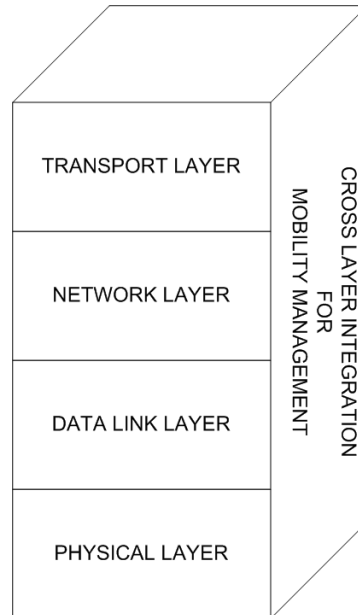 TRANSPORT LAYER
NETWORK LAYER
DATA LINK LAYER
PHYSICAL LAYER
CROSS LAYER INTEGRATION
FOR
MOBILITY MANAGEMENT